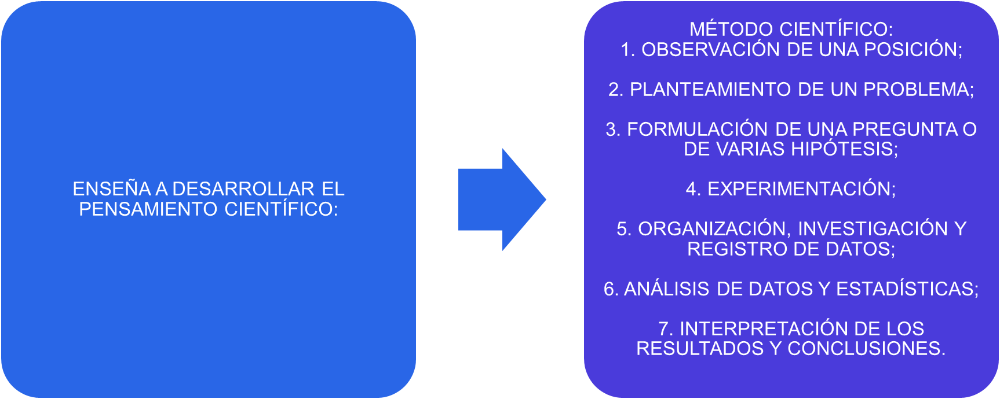 ENSEÑA A DESARROLLAR EL
PENSAMIENTO CIENTÍFICO:
MÉTODO CIENTÍFICO:
1. OBSERVACIÓN DE UNA POSICIÓN;
2. PLANTEAMIENTO DE UN PROBLEMA;
3. FORMULACIÓN DE UNA PREGUNTA O
DE VARIAS HIPÓTESIS;
4. EXPERIMENTACIÓN;
5. ORGANIZACIÓN, INVESTIGACIÓN Y
REGISTRO DE DATOS;
6. ANÁLISIS DE DATOS Y ESTADÍSTICAS;
7. INTERPRETACIÓN DE LOS
RESULTADOS Y CONCLUSIONES.